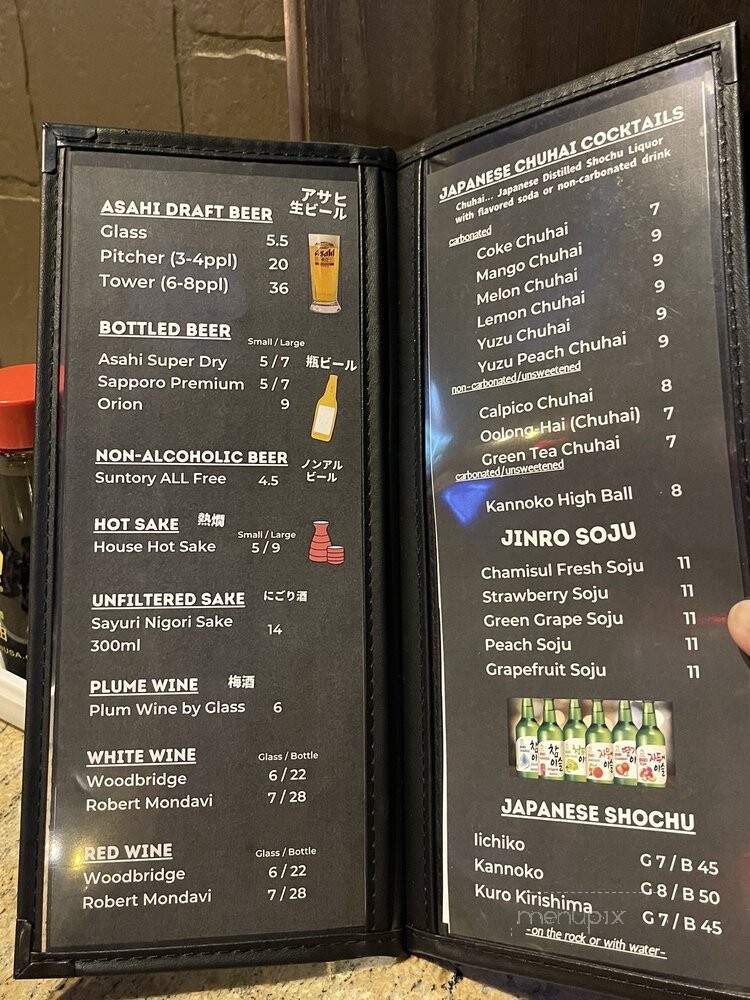 ASAHI DRAFT BEER アサヒ 生ビール
Glass 5.5
Pitcher (3-4ppl) 20
Tower (6-8ppl) 36
Asahi
BOTTLED BEER
Small / Large
Asahi Super Dry 5 / 7 瓶ビール
Sapporo Premium 5 / 7
Orion 9
NON-ALCOHOLIC BEER ノンアル ビール
Suntory ALL Free 4.5
HOT SAKE 熱燗
Small / Large
House Hot Sake 5 / 9
UNFILTERED SAKE にごり酒
Sayuri Nigori Sake 14
300ml
PLUME WINE 梅酒
Plum Wine by Glass 6
WHITE WINE Glass / Bottle
Woodbridge 6 / 22
Robert Mondavi 7 / 28
RED WINE Glass / Bottle
Woodbridge 6 / 22
Robert Mondavi 7 / 28
JAPANESE CHUHAI COCKTAILS
Chuhai... Japanese Distilled Shochu Liquor
with flavored soda or non-carbonated drink
carbonated
Coke Chuhai 7
Mango Chuhai 9
Melon Chuhai 9
Lemon Chuhai 9
Yuzu Chuhai 9
Yuzu Peach Chuhai 9
non-carbonated/unsweetened
Calpico Chuhai 8
Oolong-Hai (Chuhai) 7
Green Tea Chuhai 7
carbonated/unsweetened
Kannoko High Ball 8
JINRO SOJU
Chamisul Fresh Soju 11
Strawberry Soju 11
Green Grape Soju 11
Peach Soju 11
Grapefruit Soju 11
JAPANESE SHOCHU
Iichiko G 7 / B 45
Kannoko G 8 / B 50
Kuro Kirishima G 7 / B 45
-on the rock or with water-
menupix